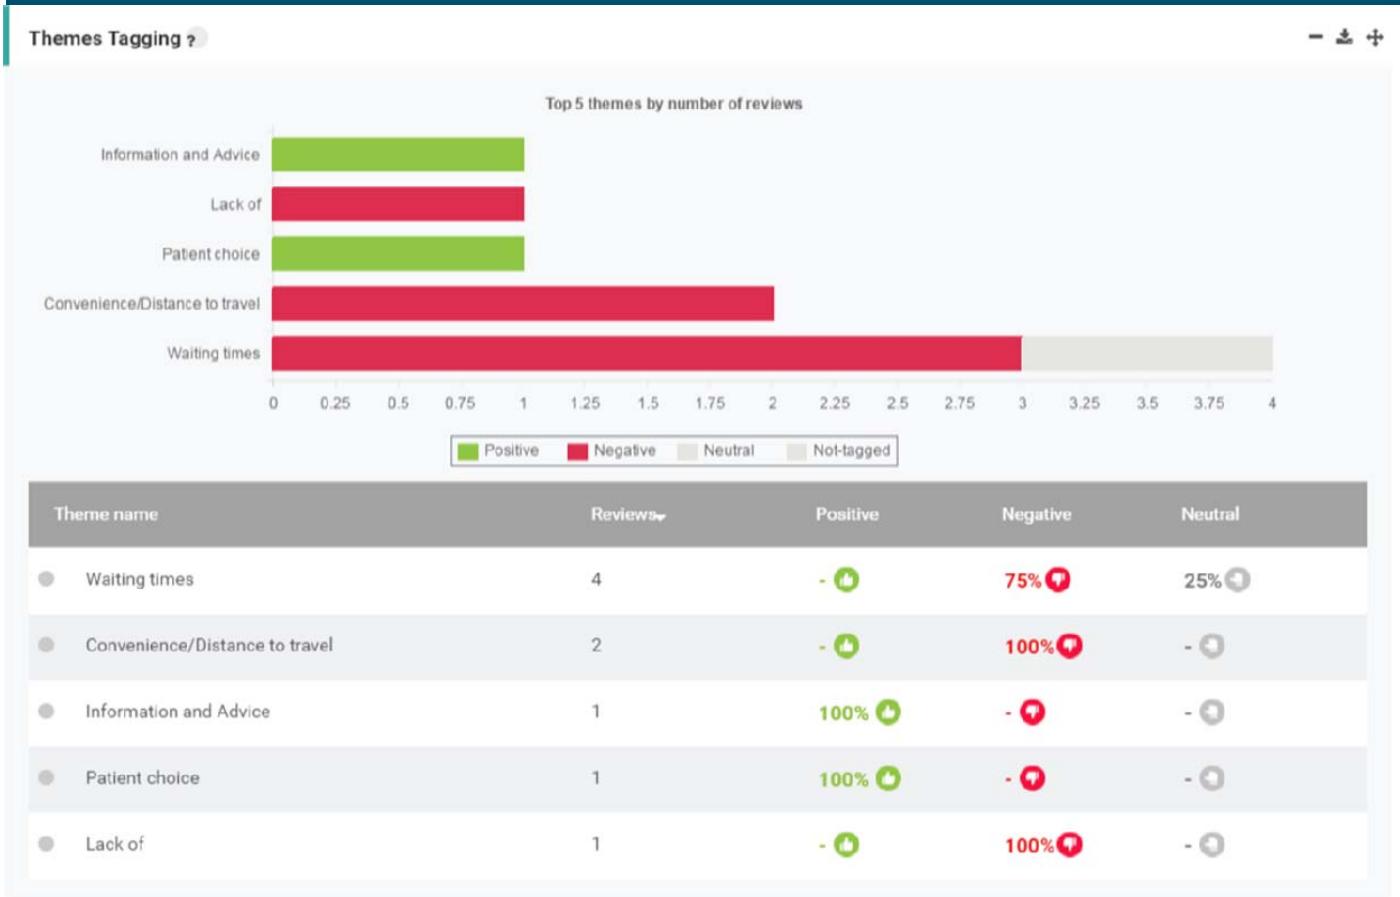 Themes Tagging ?
Top 5 themes by number of reviews
Information and Advice
Lack of
Patient choice
Convenience/Distance to travel
Waiting times
0 0.25 0.5 0.75 1 1.25 1.5 1.75 2 2.25 2.5 2.75 3 3.25 3.5 3.75 4
Positive Negative Neutral Not-tagged
Theme name Reviews Positive Negative Neutral
Waiting times 4 - 75% 25%
Convenience/Distance to travel 2 - 100% -
Information and Advice 1 100% - -
Patient choice 1 100% - -
Lack of 1 - 100% -